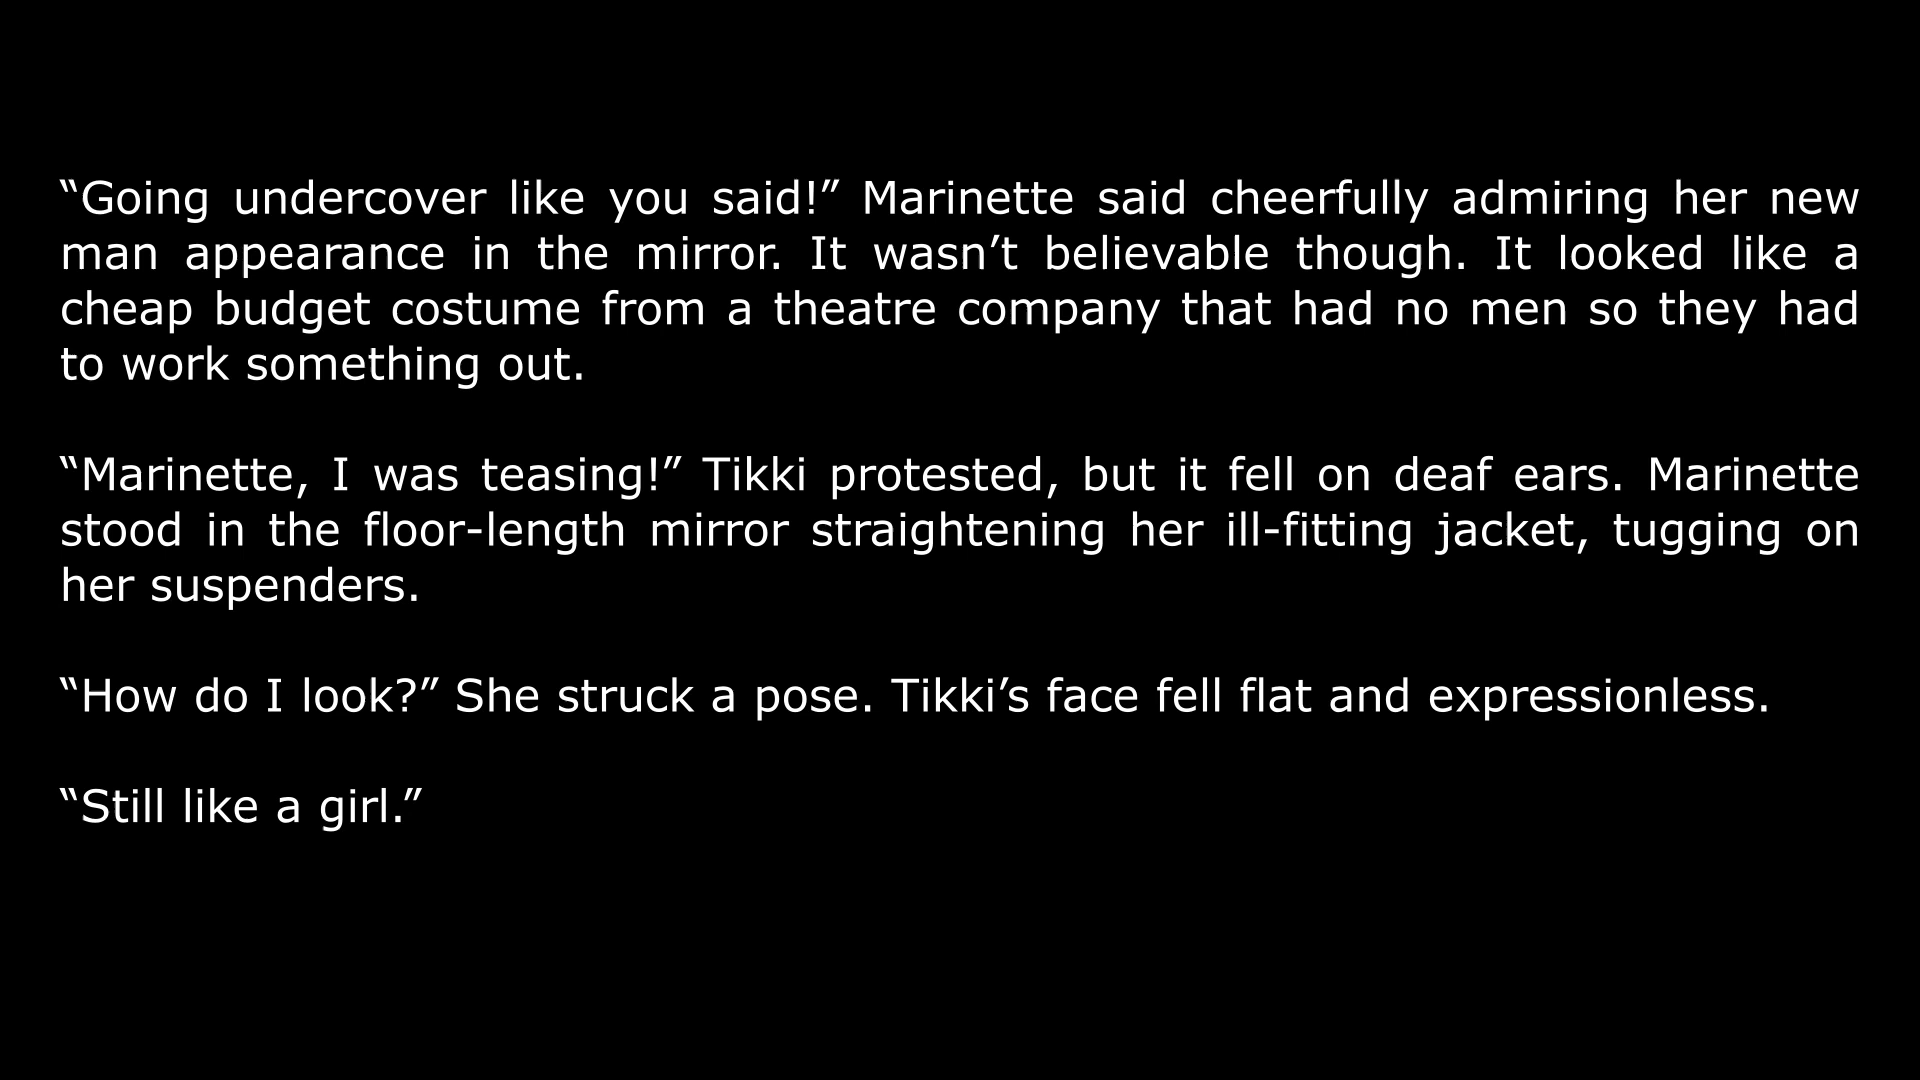 “Going undercover like you said!” Marinette said cheerfully admiring her new
man appearance in the mirror. It wasn’t believable though. It looked like a
cheap budget costume from a theatre company that had no men so they had
to work something out.
“Marinette, I was teasing!” Tikki protested, but it fell on deaf ears. Marinette
stood in the floor-length mirror straightening her ill-fitting jacket, tugging on
her suspenders.
“How do I look?” She struck a pose. Tikki’s face fell flat and expressionless.
“Still like a girl.”